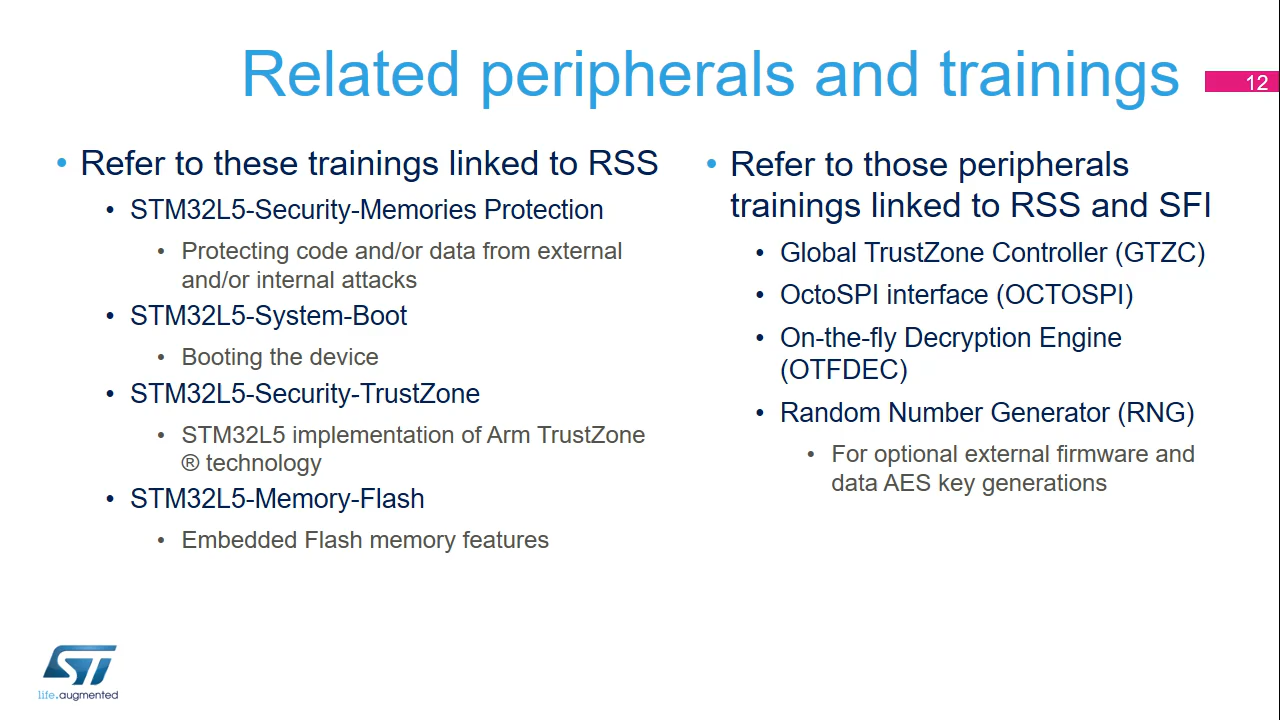 Related peripherals and trainings
12
• Refer to these trainings linked to RSS
• STM32L5-Security-Memories Protection
• Protecting code and/or data from external
and/or internal attacks
• STM32L5-System-Boot
• Booting the device
• STM32L5-Security-TrustZone
• STM32L5 implementation of Arm TrustZone
® technology
• STM32L5-Memory-Flash
• Embedded Flash memory features
• Refer to those peripherals
trainings linked to RSS and SFI
• Global TrustZone Controller (GTZC)
• OctoSPI interface (OCTOSPI)
• On-the-fly Decryption Engine
(OTFDEC)
• Random Number Generator (RNG)
• For optional external firmware and
data AES key generations
ST
life.augmented